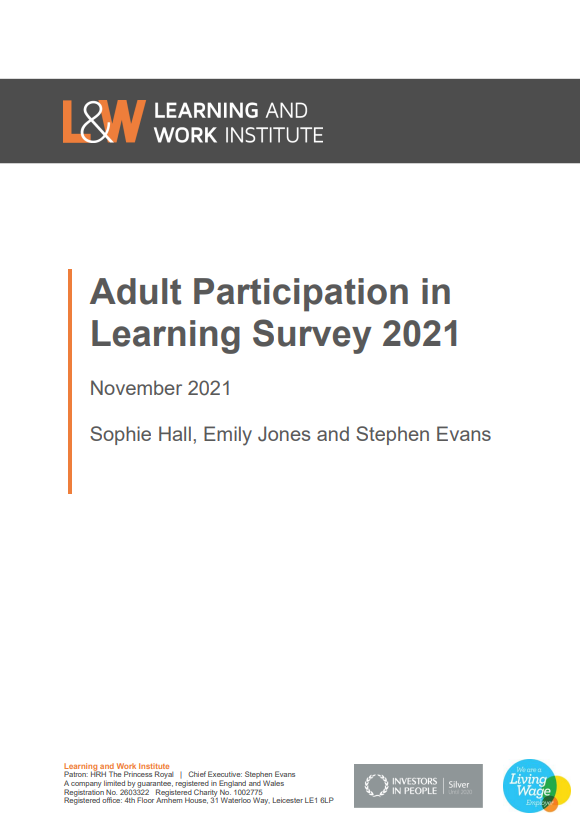 L&W LEARNING AND
WORK INSTITUTE
Adult Participation in
Learning Survey 2021
November 2021
Sophie Hall, Emily Jones and Stephen Evans
Learning and Work Institute
Patron: HRH The Princess Royal | Chief Executive: Stephen Evans
A company limited by guarantee, registered in England and Wales
Registration No. 2603322 Registered Charity No. 1002775
Registered office: 4th Floor Arnhem House, 31 Waterloo Way, Leicester LE1 6LP
INVESTORS
IN PEOPLE | Silver
We are a
Living
Wage
Employer